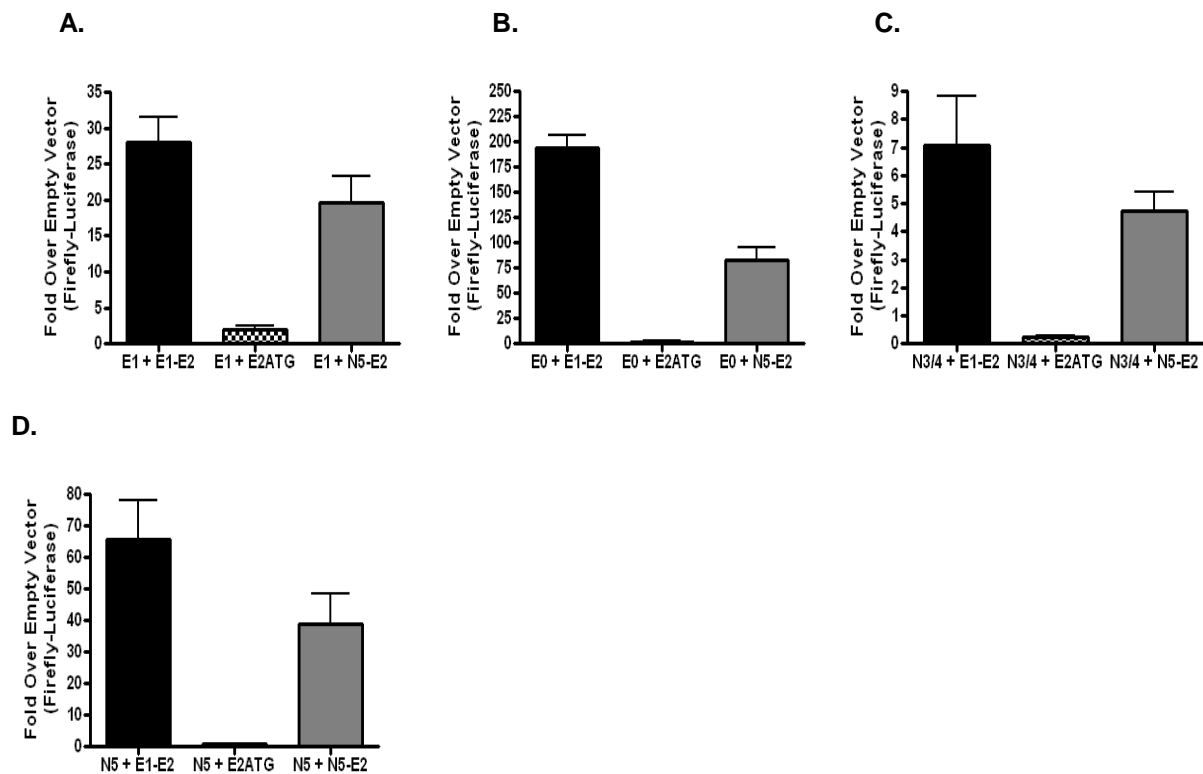 A.
Fold Over Empty Vector
(Firefly-Luciferase)
35
30
25
20
15
10
5
0
E1 + E1-E2
E1 + E2ATG
E1 + N5-E2
B.
Fold Over Empty Vector
(Firefly-Luciferase)
250
225
200
175
150
125
100
75
50
25
0
E0 + E1-E2
E0 + E2ATG
E0 + N5-E2
C.
Fold Over Empty Vector
(Firefly-Luciferase)
9
8
7
6
5
4
3
2
1
0
N3/4 + E1-E2
N3/4 + E2ATG
N3/4 + N5-E2
D.
Fold Over Empty Vector
(Firefly-Luciferase)
80
70
60
50
40
30
20
10
0
N5 + E1-E2
N5 + E2ATG
N5 + N5-E2